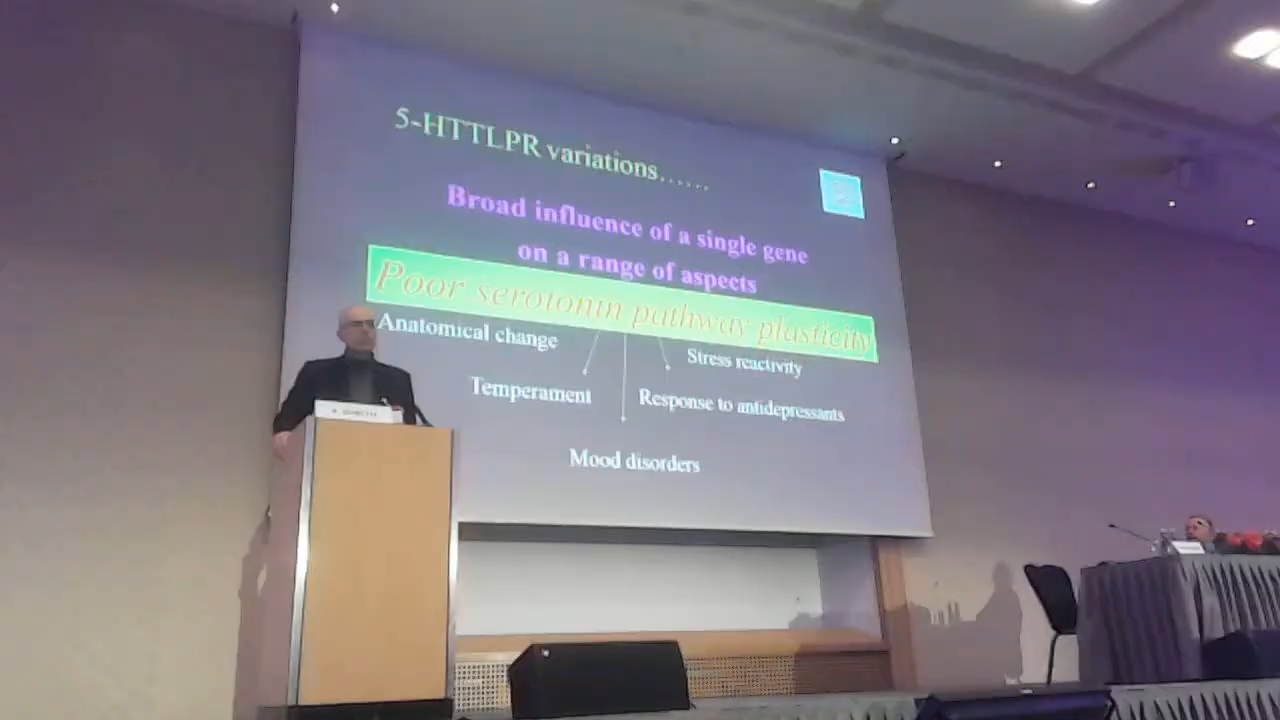 5-HTTLPR variations......
Broad influence of a single gene
on a range of aspects
Poor serotonin pathway plasticity
Anatomical change
Stress reactivity
Temperament
Response to antidepressants
Mood disorders